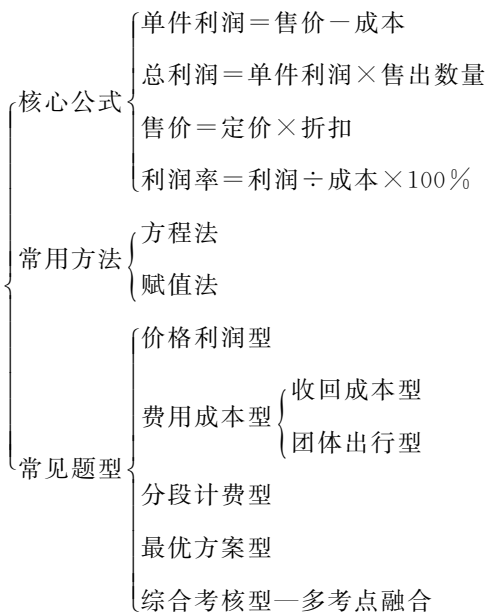 核心公式
单件利润=售价－成本
总利润=单件利润×售出数量
售价=定价×折扣
利润率=利润÷成本×100%
常用方法
方程法
赋值法
常见题型
价格利润型
费用成本型
收回成本型
团体出行型
分段计费型
最优方案型
综合考核型—多考点融合